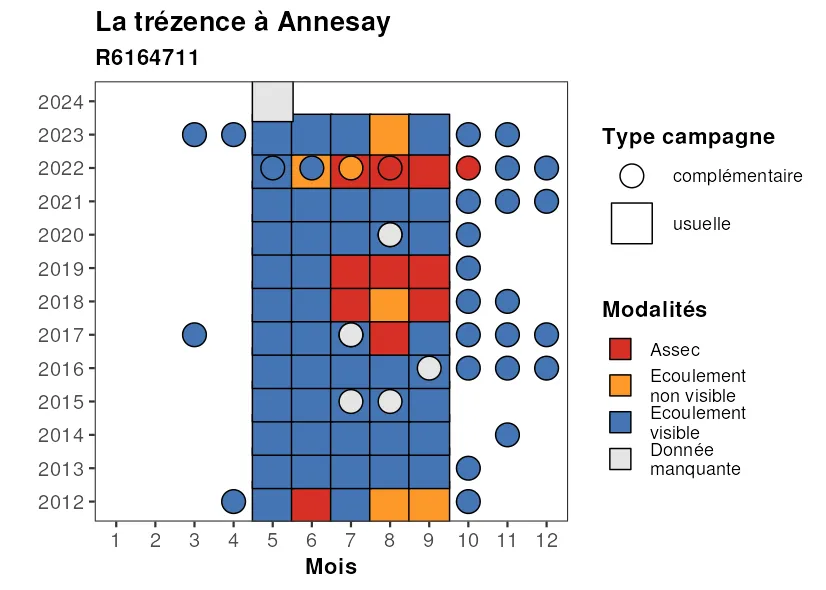 La trézence à Annesay
R6164711
2024
2023
2022
2021
2020
2019
2018
2017
2016
2015
2014
2013
2012
1 2 3 4 5 6 7 8 9 10 11 12
Mois
Type campagne
complémentaire
usuelle
Modalités
Assec
Ecoulement
non visible
Ecoulement
visible
Donnée
manquante